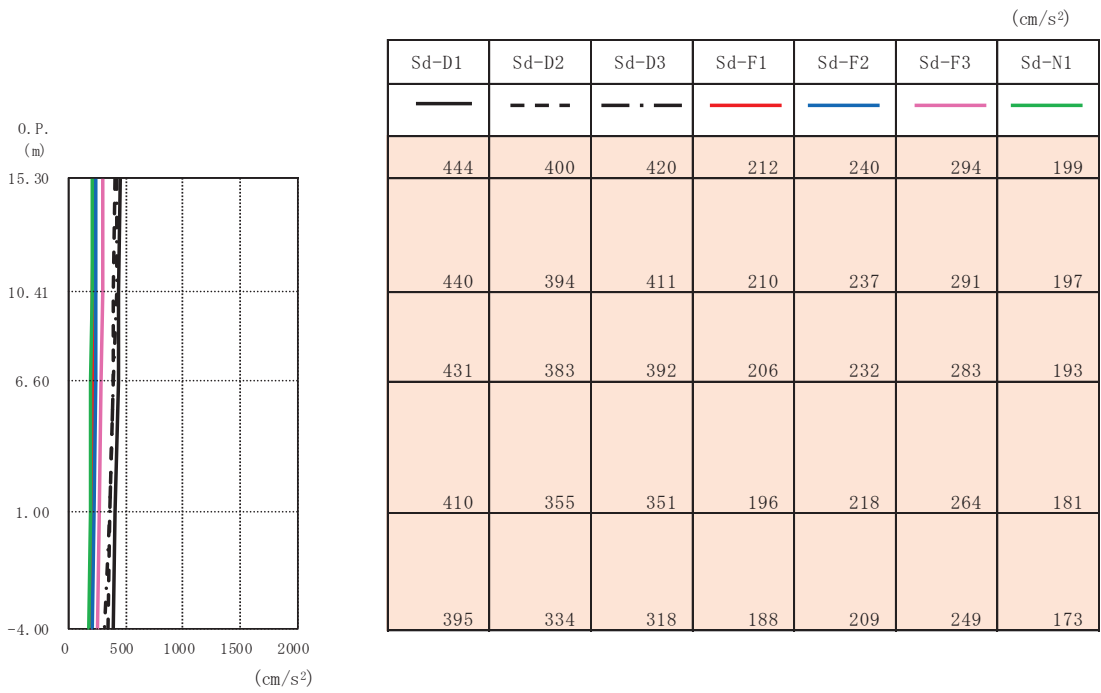 (cm/s²)
Sd-D1 Sd-D2 Sd-D3 Sd-F1 Sd-F2 Sd-F3 Sd-N1
444 400 420 212 240 294 199
440 394 411 210 237 291 197
431 383 392 206 232 283 193
410 355 351 196 218 264 181
395 334 318 188 209 249 173
O.P.
(m)
15.30
10.41
6.60
1.00
-4.00
0 500 1000 1500 2000
(cm/s²)